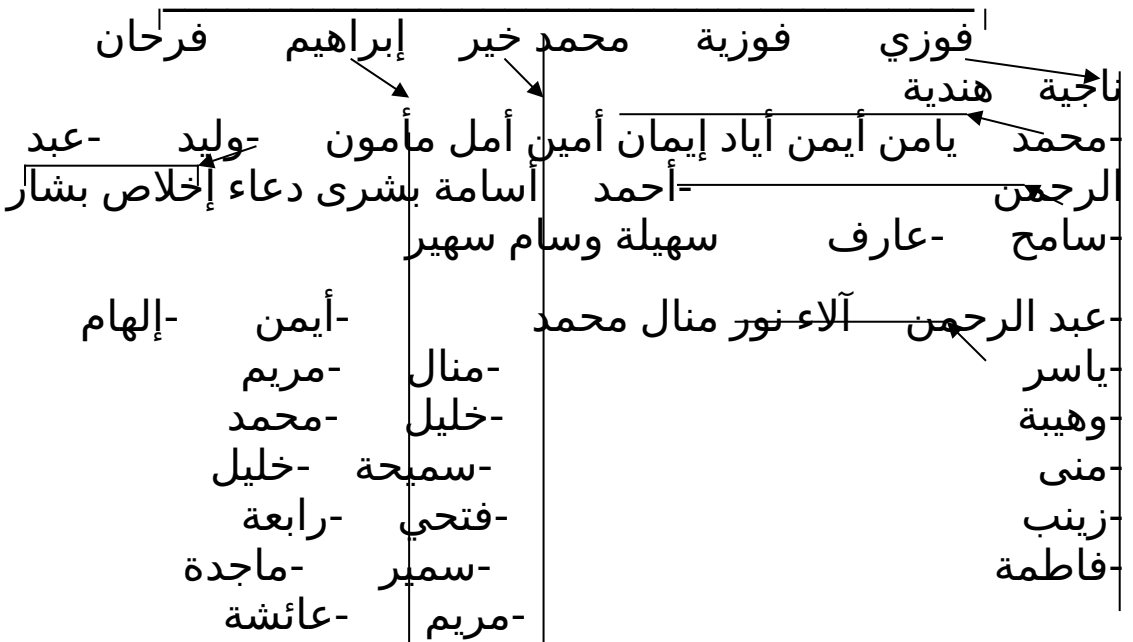 فوزي فوزية محمد خير إبراهيم فرحان
ناجية هندية
-محمد يامن أيمن أياد إيمان أمين أمل مأمون -وليد -عبد
الرحمن -أحمد أسامة بشرى دعاء إخلاص بشار
-سامح -عارف سهيلة وسام سهير
-عبد الرحمن آلاء نور منال محمد -أيمن -إلهام
-ياسر -منال -مريم
-وهيبة -خليل -محمد
-منى -سميحة -خليل
-زينب -فتحي -رابعة
-فاطمة -سمير -ماجدة
-مريم -عائشة